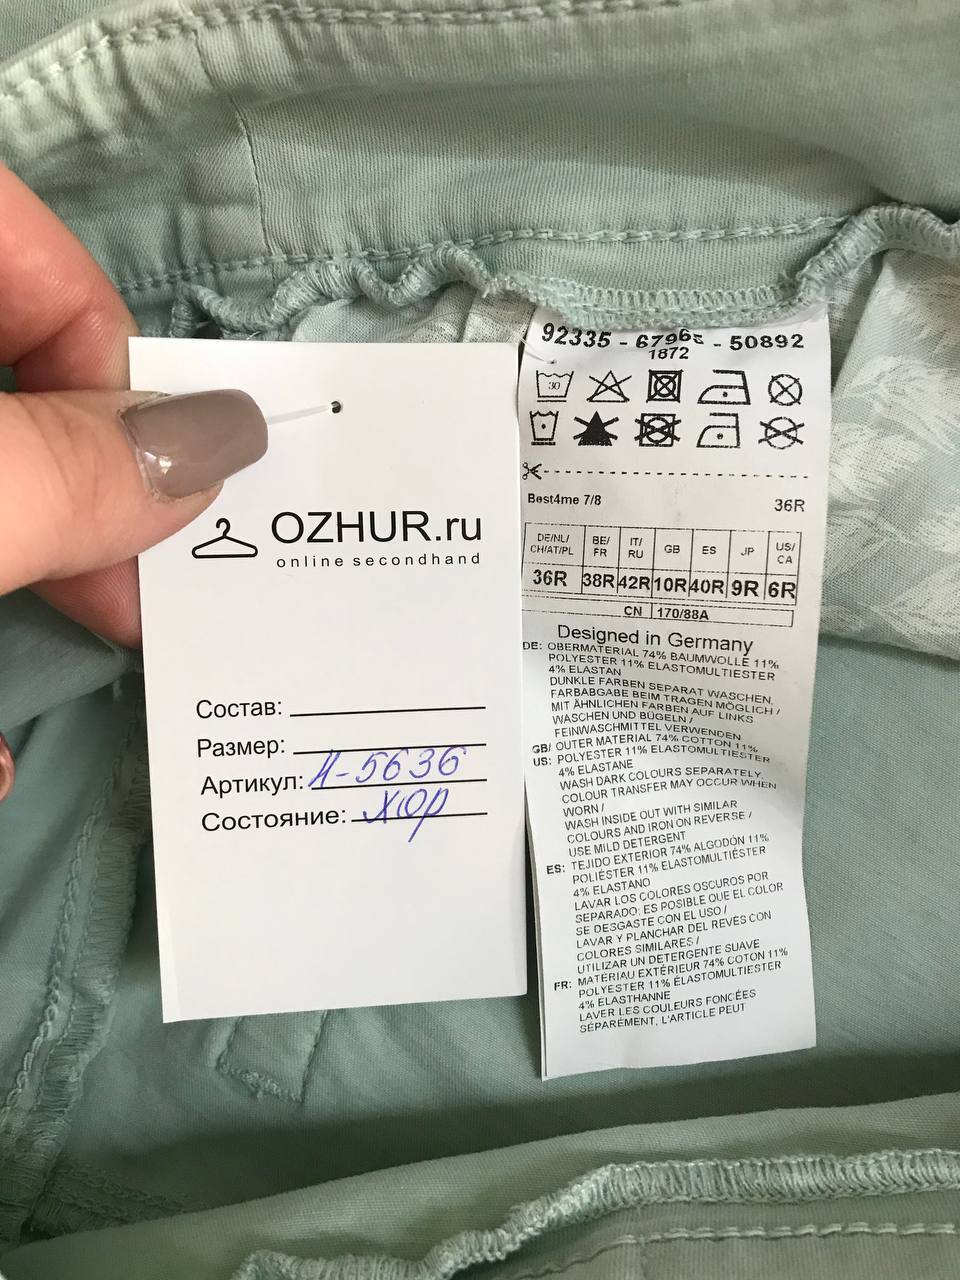 OZHUR.ru
online secondhand
Состав:
Размер:
Артикул: А-5636
Состояние: хор
92335 - 67965 - 50892
1872
30
Best4me 7/8 36R
DE/NL/ CH/AT/PL BE/ FR IT/ RU GB ES JP US/ CA
36R 38R 42R 10R 40R 9R 6R
CN 170/88A
Designed in Germany
DE: OBERMATERIAL 74% BAUMWOLLE 11%
POLYESTER 11% ELASTOMULTIESTER
4% ELASTAN
DUNKLE FARBEN SEPARAT WASCHEN,
FARBABGABE BEIM TRAGEN MÖGLICH /
MIT ÄHNLICHEN FARBEN AUF LINKS
WASCHEN UND BÜGELN /
FEINWASCHMITTEL VERWENDEN
GB/ OUTER MATERIAL 74% COTTON 11%
US: POLYESTER 11% ELASTOMULTIESTER
4% ELASTANE
WASH DARK COLOURS SEPARATELY,
COLOUR TRANSFER MAY OCCUR WHEN
WORN /
WASH INSIDE OUT WITH SIMILAR
COLOURS AND IRON ON REVERSE /
USE MILD DETERGENT
ES: TEJIDO EXTERIOR 74% ALGODÓN 11%
POLIÉSTER 11% ELASTOMULTIÉSTER
4% ELASTANO
LAVAR LOS COLORES OSCUROS POR
SEPARADO; ES POSIBLE QUE EL COLOR
SE DESGASTE CON EL USO /
LAVAR Y PLANCHAR DEL REVÉS CON
COLORES SIMILARES /
UTILIZAR UN DETERGENTE SUAVE
FR: MATÉRIAU EXTÉRIEUR 74% COTON 11%
POLYESTER 11% ÉLASTOMULTIESTER
4% ELASTHANNE
LAVER LES COULEURS FONCÉES
SÉPARÉMENT, L'ARTICLE PEUT